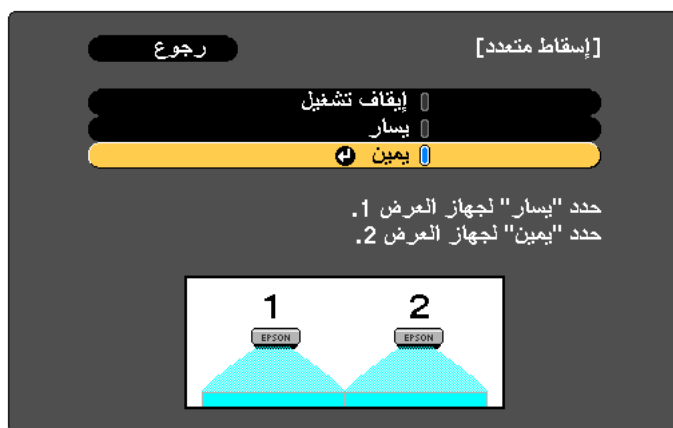 [إسقاط متعدد]
رجوع
إيقاف تشغيل
يسار
يمين
حدد "يسار" لجهاز العرض 1.
حدد "يمين" لجهاز العرض 2.
1 2
EPSON EPSON